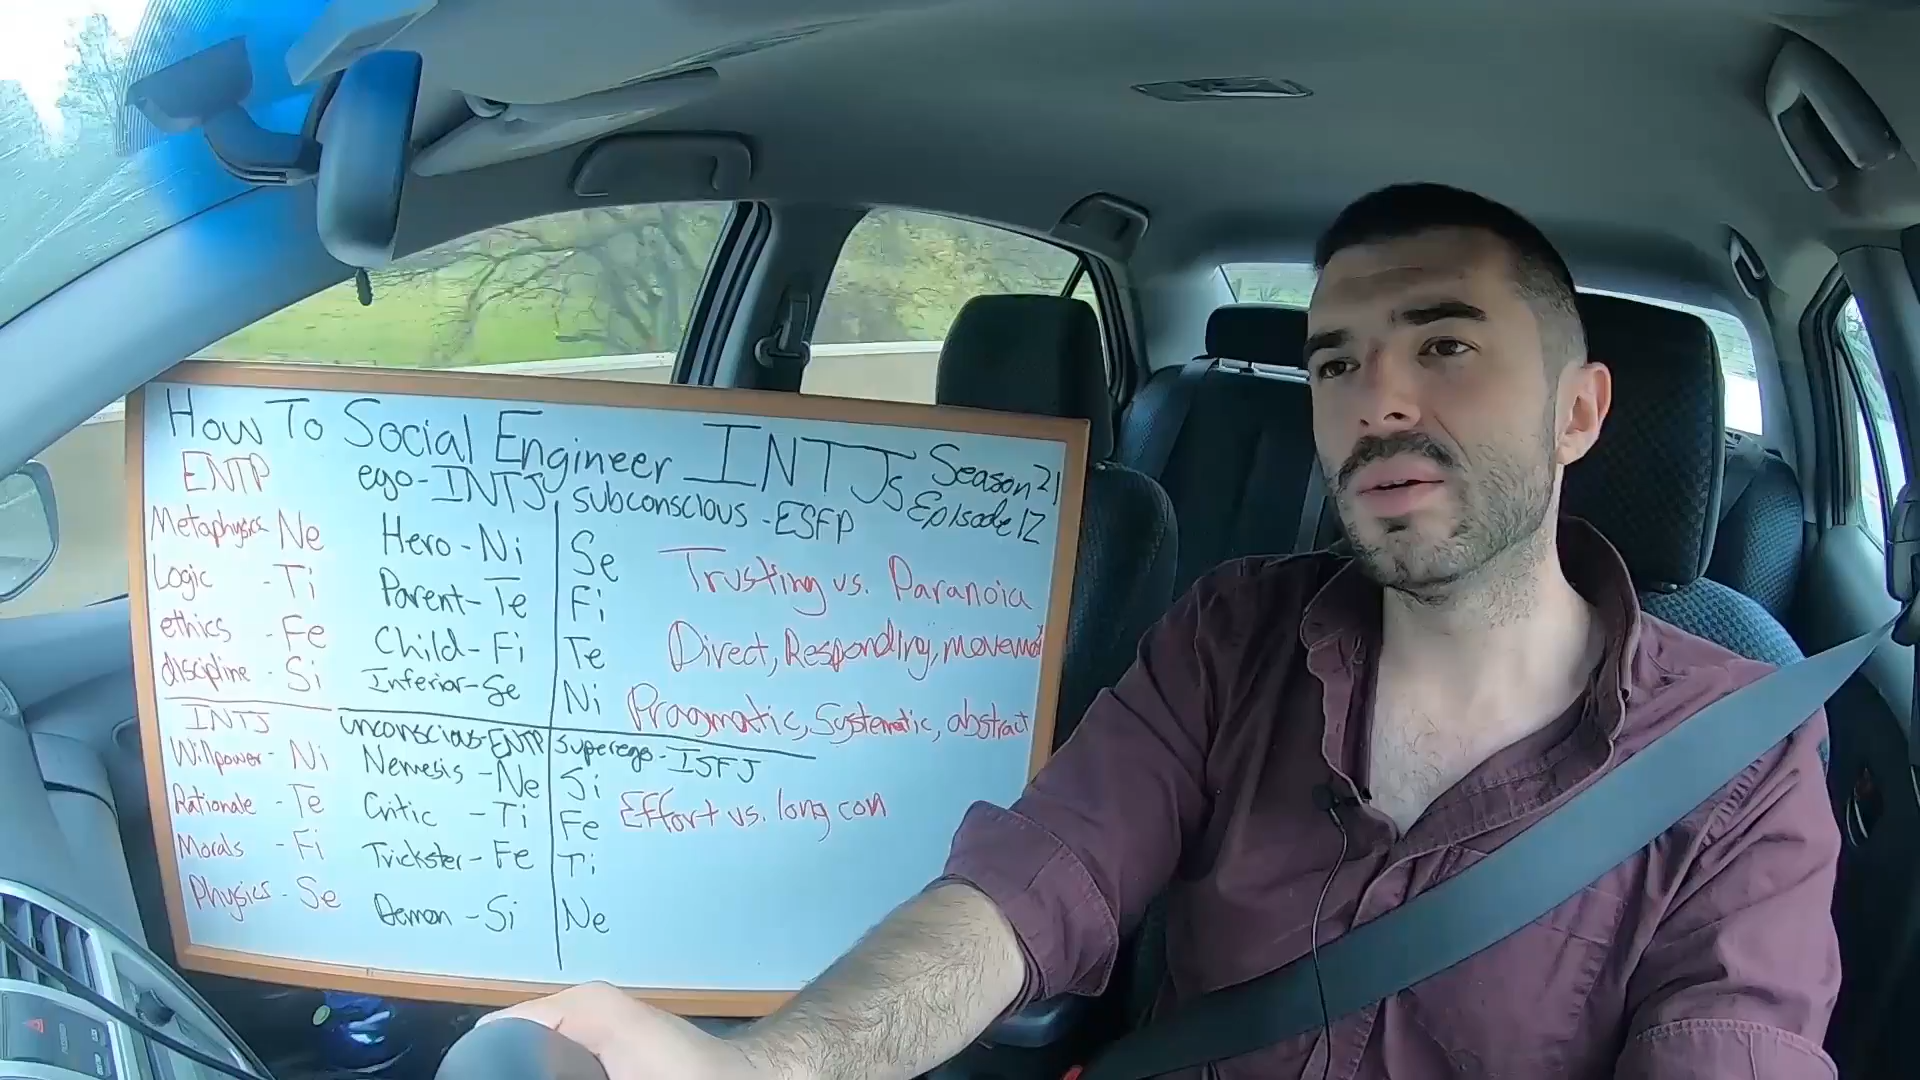 How To Social Engineer INTJs
Season 21
Episode 12
ENTP
Metaphysics Ne
Logic - Ti
ethics - Fe
discipline - Si
INTJ
Willpower - Ni
Rationale - Te
Morals - Fi
Physics - Se
ego - INTJ
Hero - Ni
Parent - Te
Child - Fi
Inferior - Se
subconscious - ESFP
Se
Fi
Te
Ni
unconscious - ENTP
Nemesis - Ne
Critic - Ti
Trickster - Fe
Demon - Si
superego - ISFJ
Si
Fe
Ti
Ne
Trusting vs. Paranoia
Direct, Responding, movement
Pragmatic, Systematic, abstract
Effort vs. long con